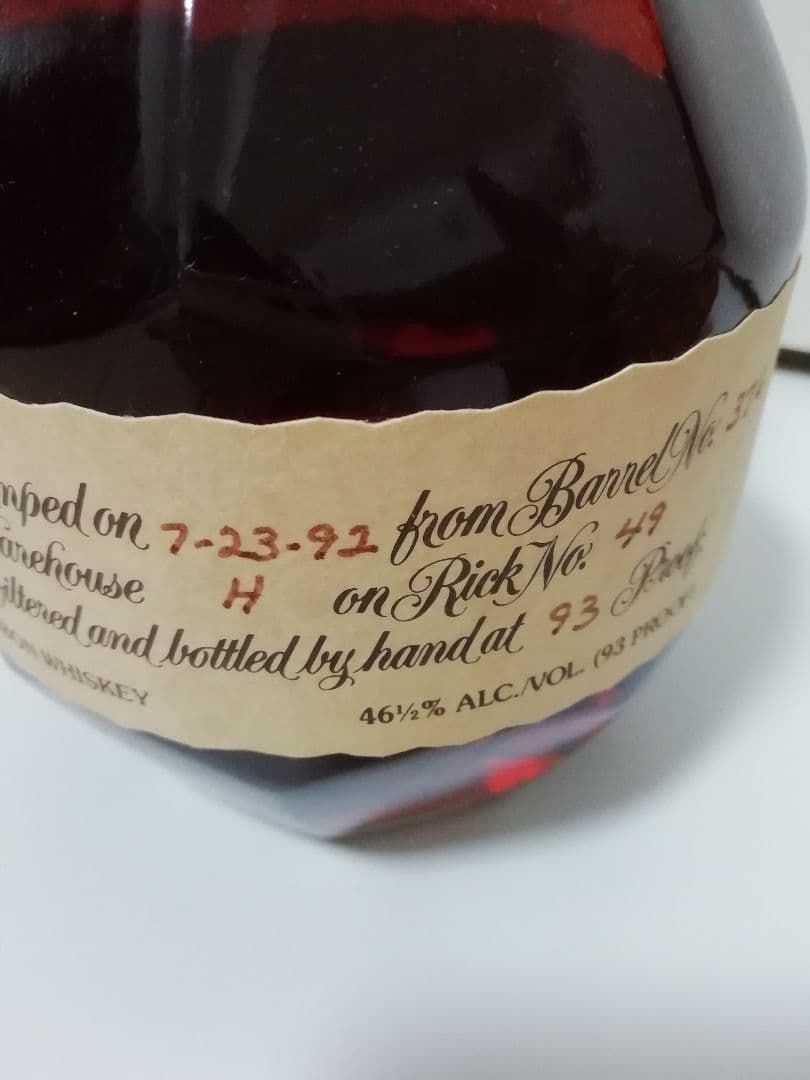 mped on 7-23-92 from Barrel No.
arehouse H on Rick No. 49
iltered and bottled by hand at 93 Proof.
WHISKEY 46½% ALC./VOL. (93 PROOF)